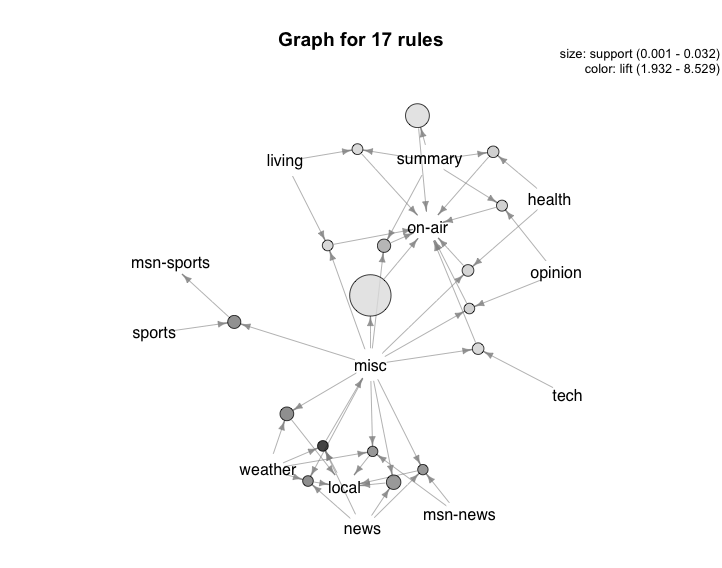 Graph for 17 rules
size: support (0.001 - 0.032)
color: lift (1.932 - 8.529)
living
summary
health
on-air
msn-sports
opinion
sports
misc
tech
weather
local
msn-news
news